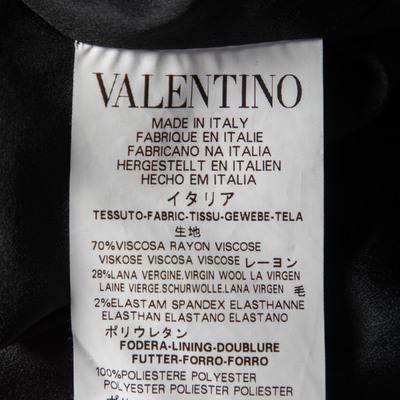 VALENTINO
MADE IN ITALY
FABRIQUE EN ITALIE
FABRICANO NA ITALIA
HERGESTELLT EN ITALIEN
HECHO EM ITALIA
イタリア
TESSUTO-FABRIC-TISSU-GEWEBE-TELA
生地
70%VISCOSA RAYON VISCOSE
VISKOSE VISCOSA VISCOSE レーヨン
28%LANA VERGINE.VIRGIN WOOL LA VIRGEN
LAINE VIERGE.SCHURWOLLE.LANA VIRGEN 毛
2%ELASTAM SPANDEX ELASTHANNE
ELASTHAN ELASTANO ELASTANO
ポリウレタン
FODERA-LINING-DOUBLURE
FUTTER-FORRO-FORRO
100%POLIESTERE POLYESTER
POLYESTER POLYESTER POLIESTER